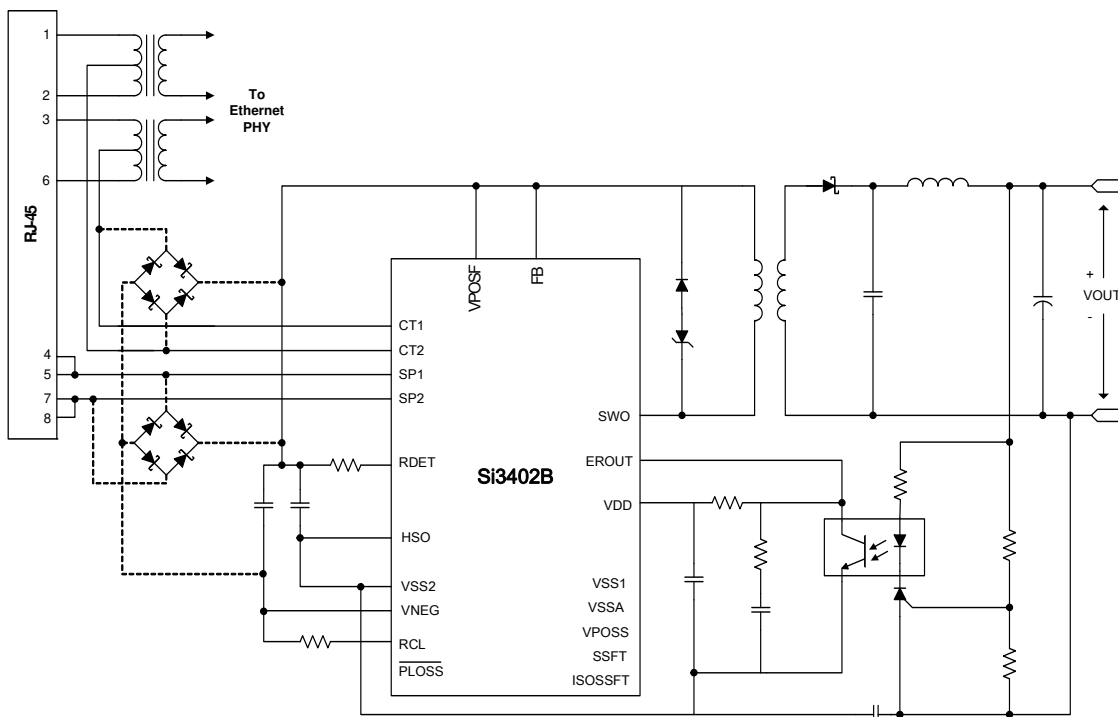 1
2
3
6
4
5
7
8
RJ-45
To
Ethernet
PHY
VPOSF
FB
CT1
CT2
SP1
SP2
RDET
HSO
VSS2
VNEG
RCL
PLOSS
Si3402B
SWO
EROUT
VDD
VSS1
VSSA
VPOSS
SSFT
ISOSSFT
+
VOUT
-